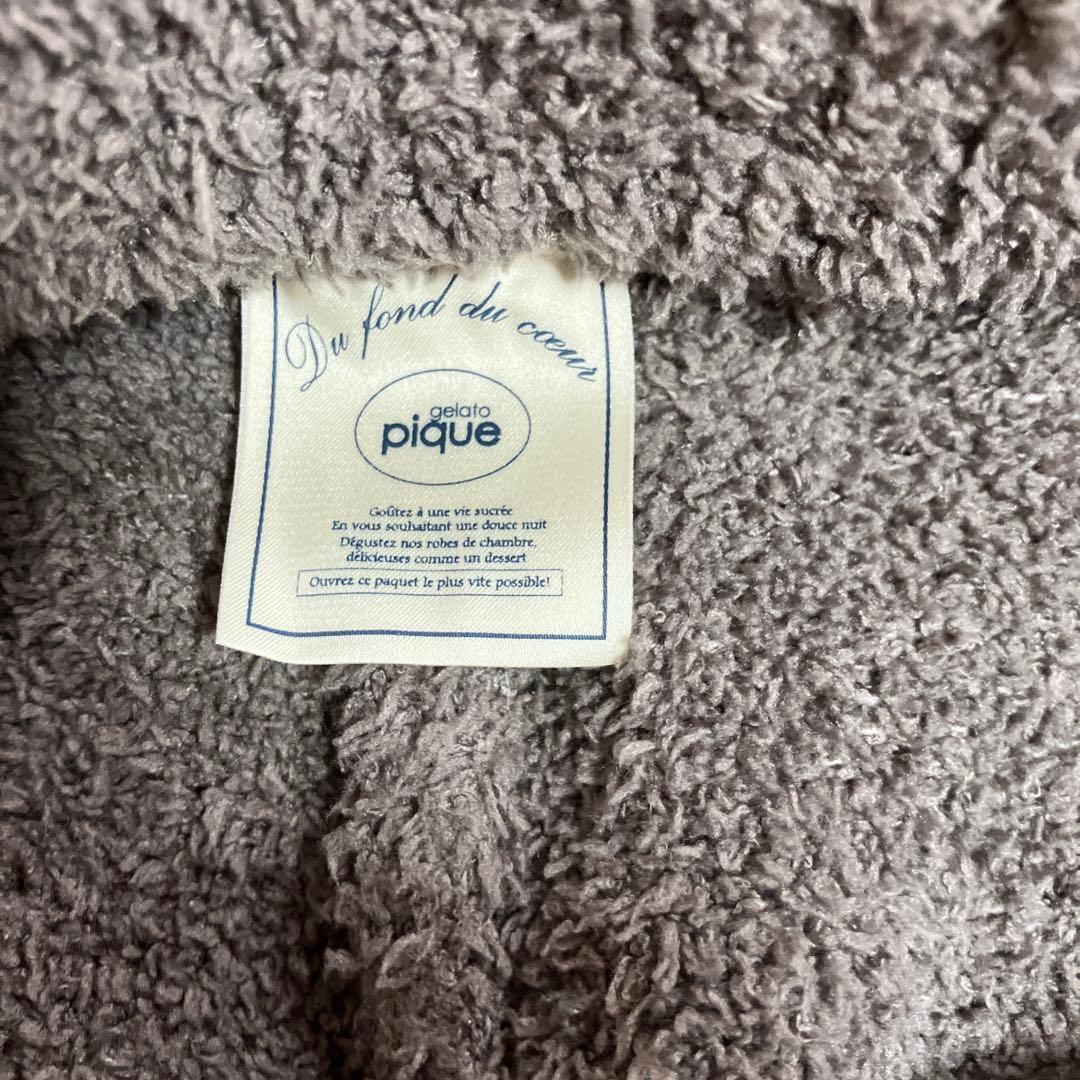 Du fond du cœur
gelato
pique
Goûtez à une vie sucrée
En vous souhaitant une douce nuit
Dégustez nos robes de chambre,
délicieuses comme un dessert
Ouvrez ce paquet le plus vite possible!